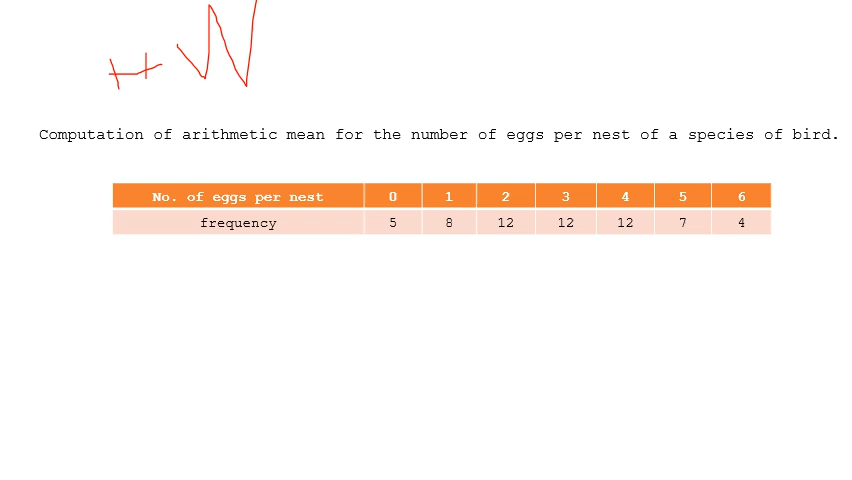 Computation of arithmetic mean for the number of eggs per nest of a species of bird.
No. of eggs per nest 0 1 2 3 4 5 6
frequency 5 8 12 12 12 7 4